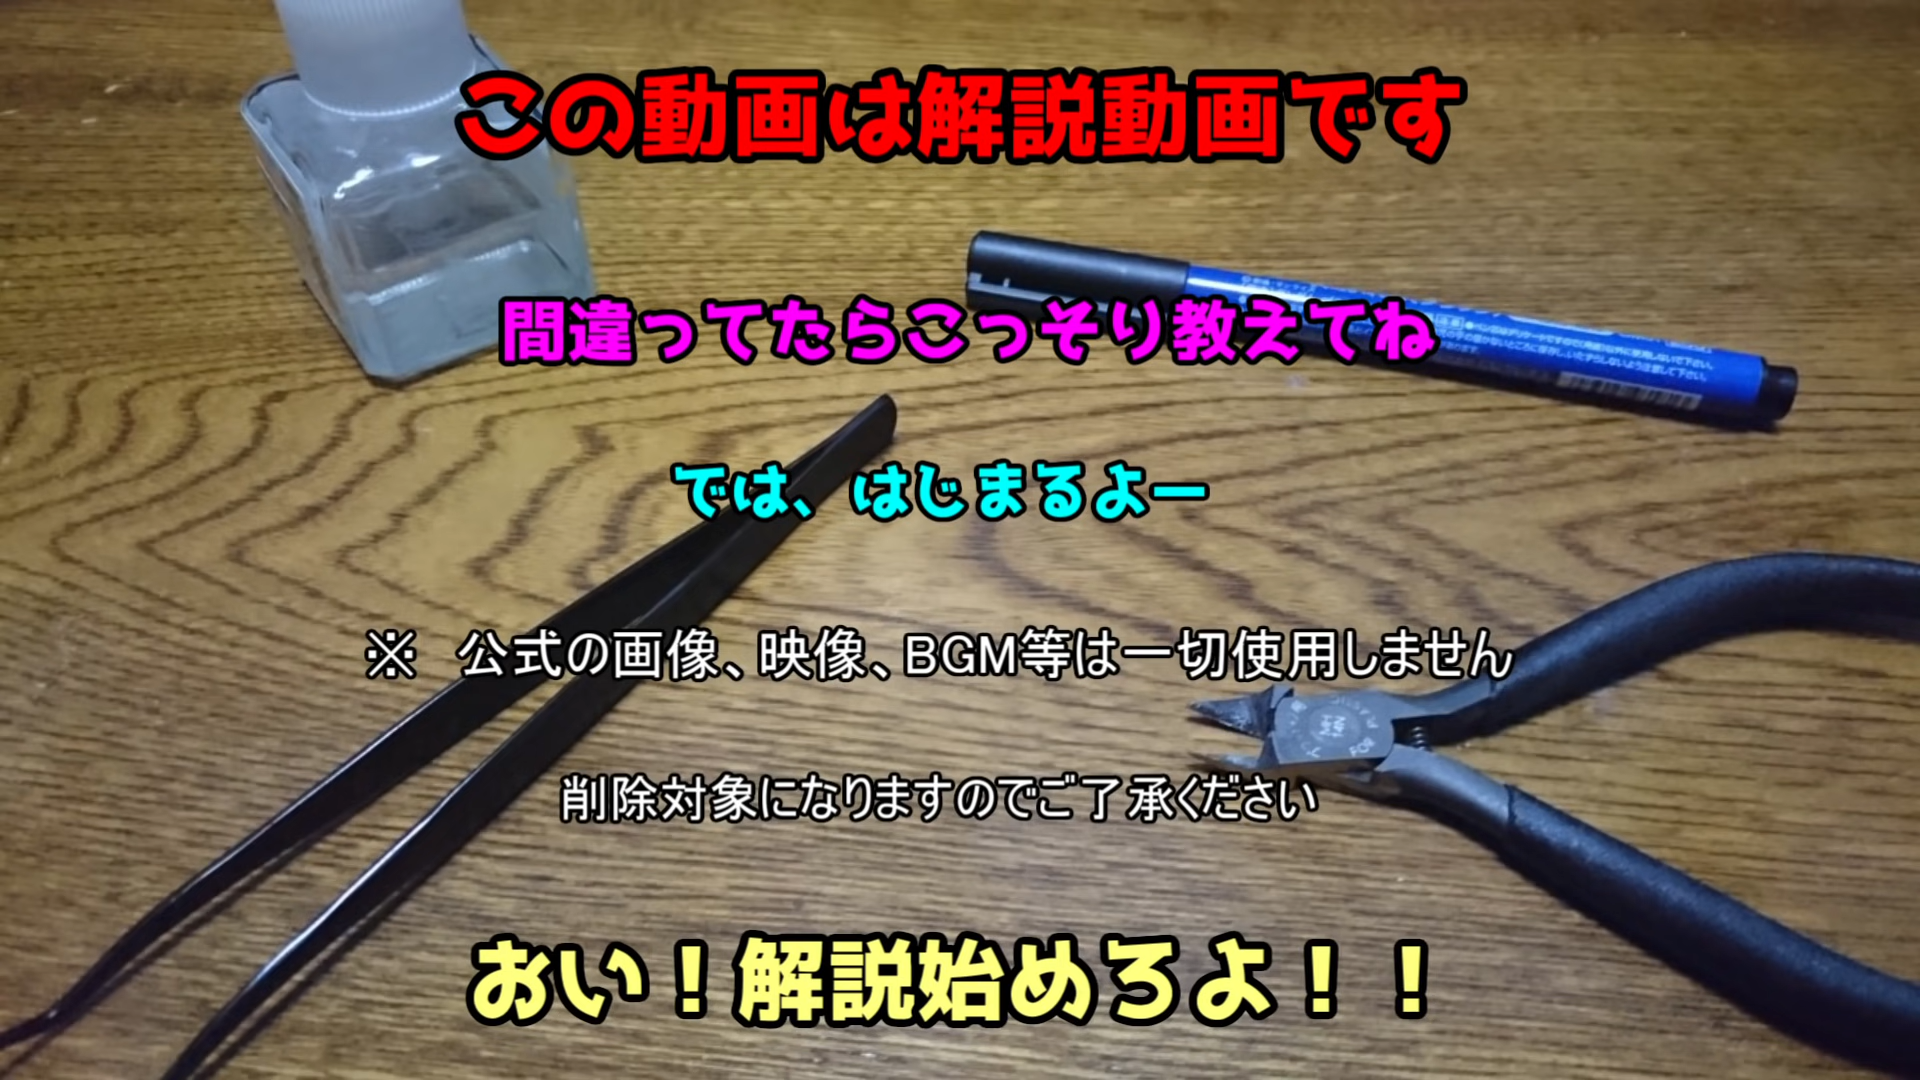 この動画は解説動画です
間違ってたらこっそり教えてね
では、はじまるよー
※ 公式の画像、映像、BGM等は一切使用しません
削除対象になりますのでご了承ください
おい！解説始めろよ！！